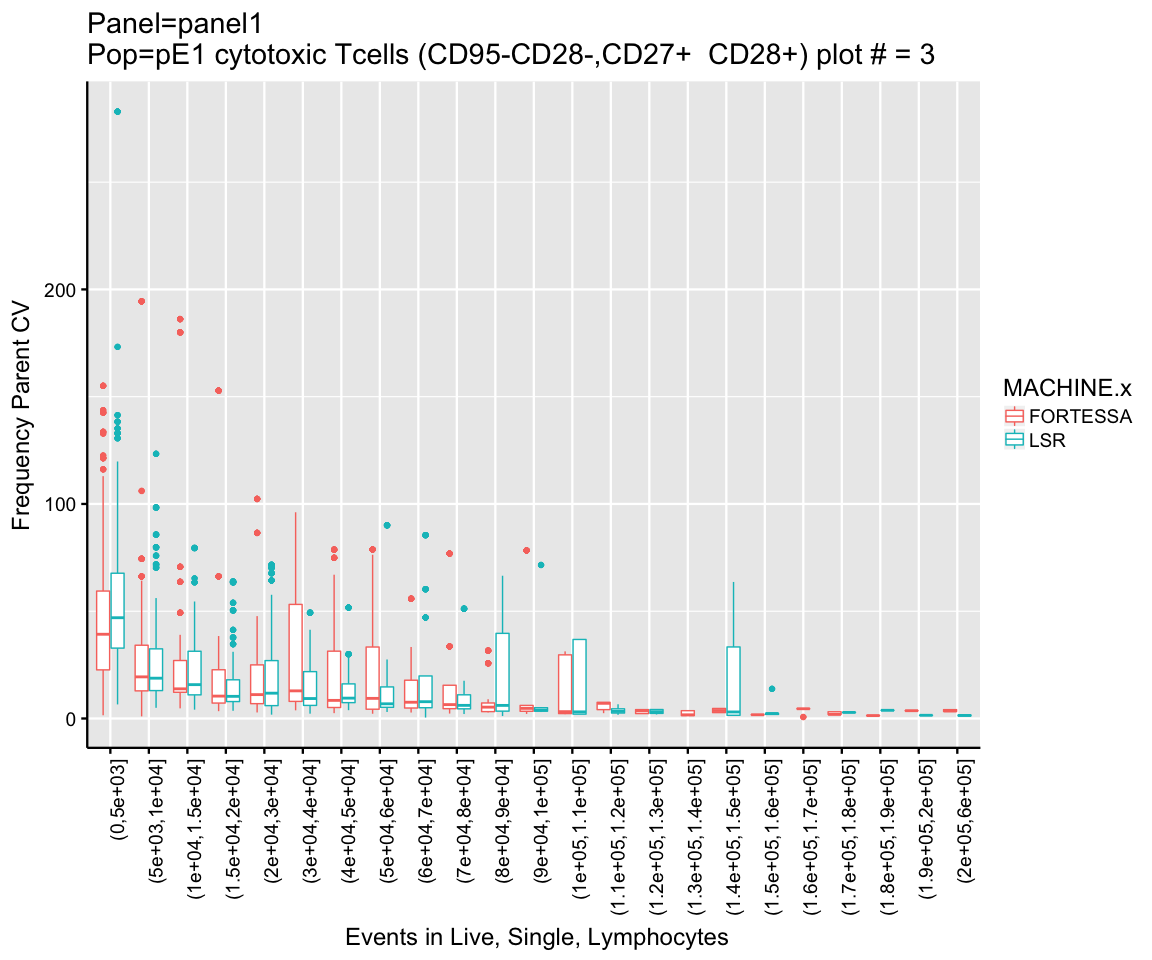 Panel=panel1
Pop=pE1 cytotoxic Tcells (CD95-CD28-,CD27+  CD28+) plot # = 3
Frequency Parent CV
200
100
0
(0,5e+03]
(5e+03,1e+04]
(1e+04,1.5e+04]
(1.5e+04,2e+04]
(2e+04,3e+04]
(3e+04,4e+04]
(4e+04,5e+04]
(5e+04,6e+04]
(6e+04,7e+04]
(7e+04,8e+04]
(8e+04,9e+04]
(9e+04,1e+05]
(1e+05,1.1e+05]
(1.1e+05,1.2e+05]
(1.2e+05,1.3e+05]
(1.3e+05,1.4e+05]
(1.4e+05,1.5e+05]
(1.5e+05,1.6e+05]
(1.6e+05,1.7e+05]
(1.7e+05,1.8e+05]
(1.8e+05,1.9e+05]
(1.9e+05,2e+05]
(2e+05,6e+05]
Events in Live, Single, Lymphocytes
MACHINE.x
FORTESSA
LSR